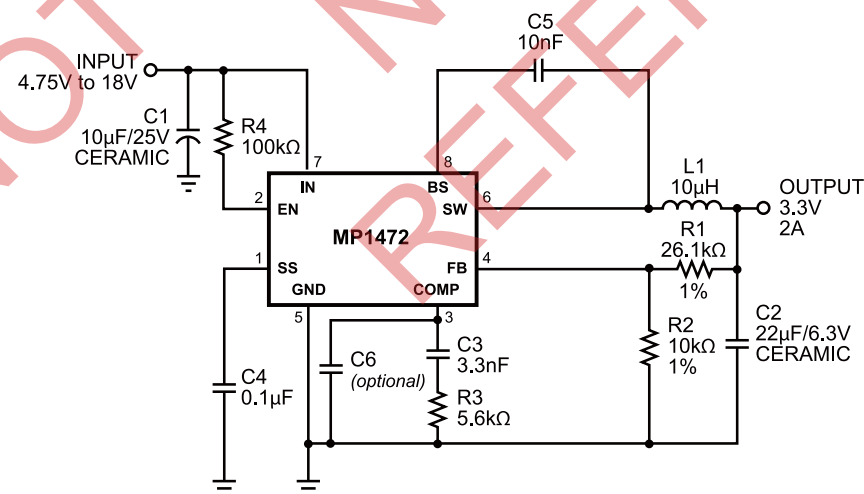 NOT
N
REFE
INPUT
4.75V to 18V
C1
10µF/25V
CERAMIC
R4
100kΩ
C5
10nF
7
8
IN
BS
2
EN
SW
6
MP1472
1
SS
FB
4
GND
COMP
5
3
L1
10µH
OUTPUT
3.3V
2A
R1
26.1kΩ
1%
R2
10kΩ
1%
C2
22µF/6.3V
CERAMIC
C3
3.3nF
C6
(optional)
R3
5.6kΩ
C4
0.1µF